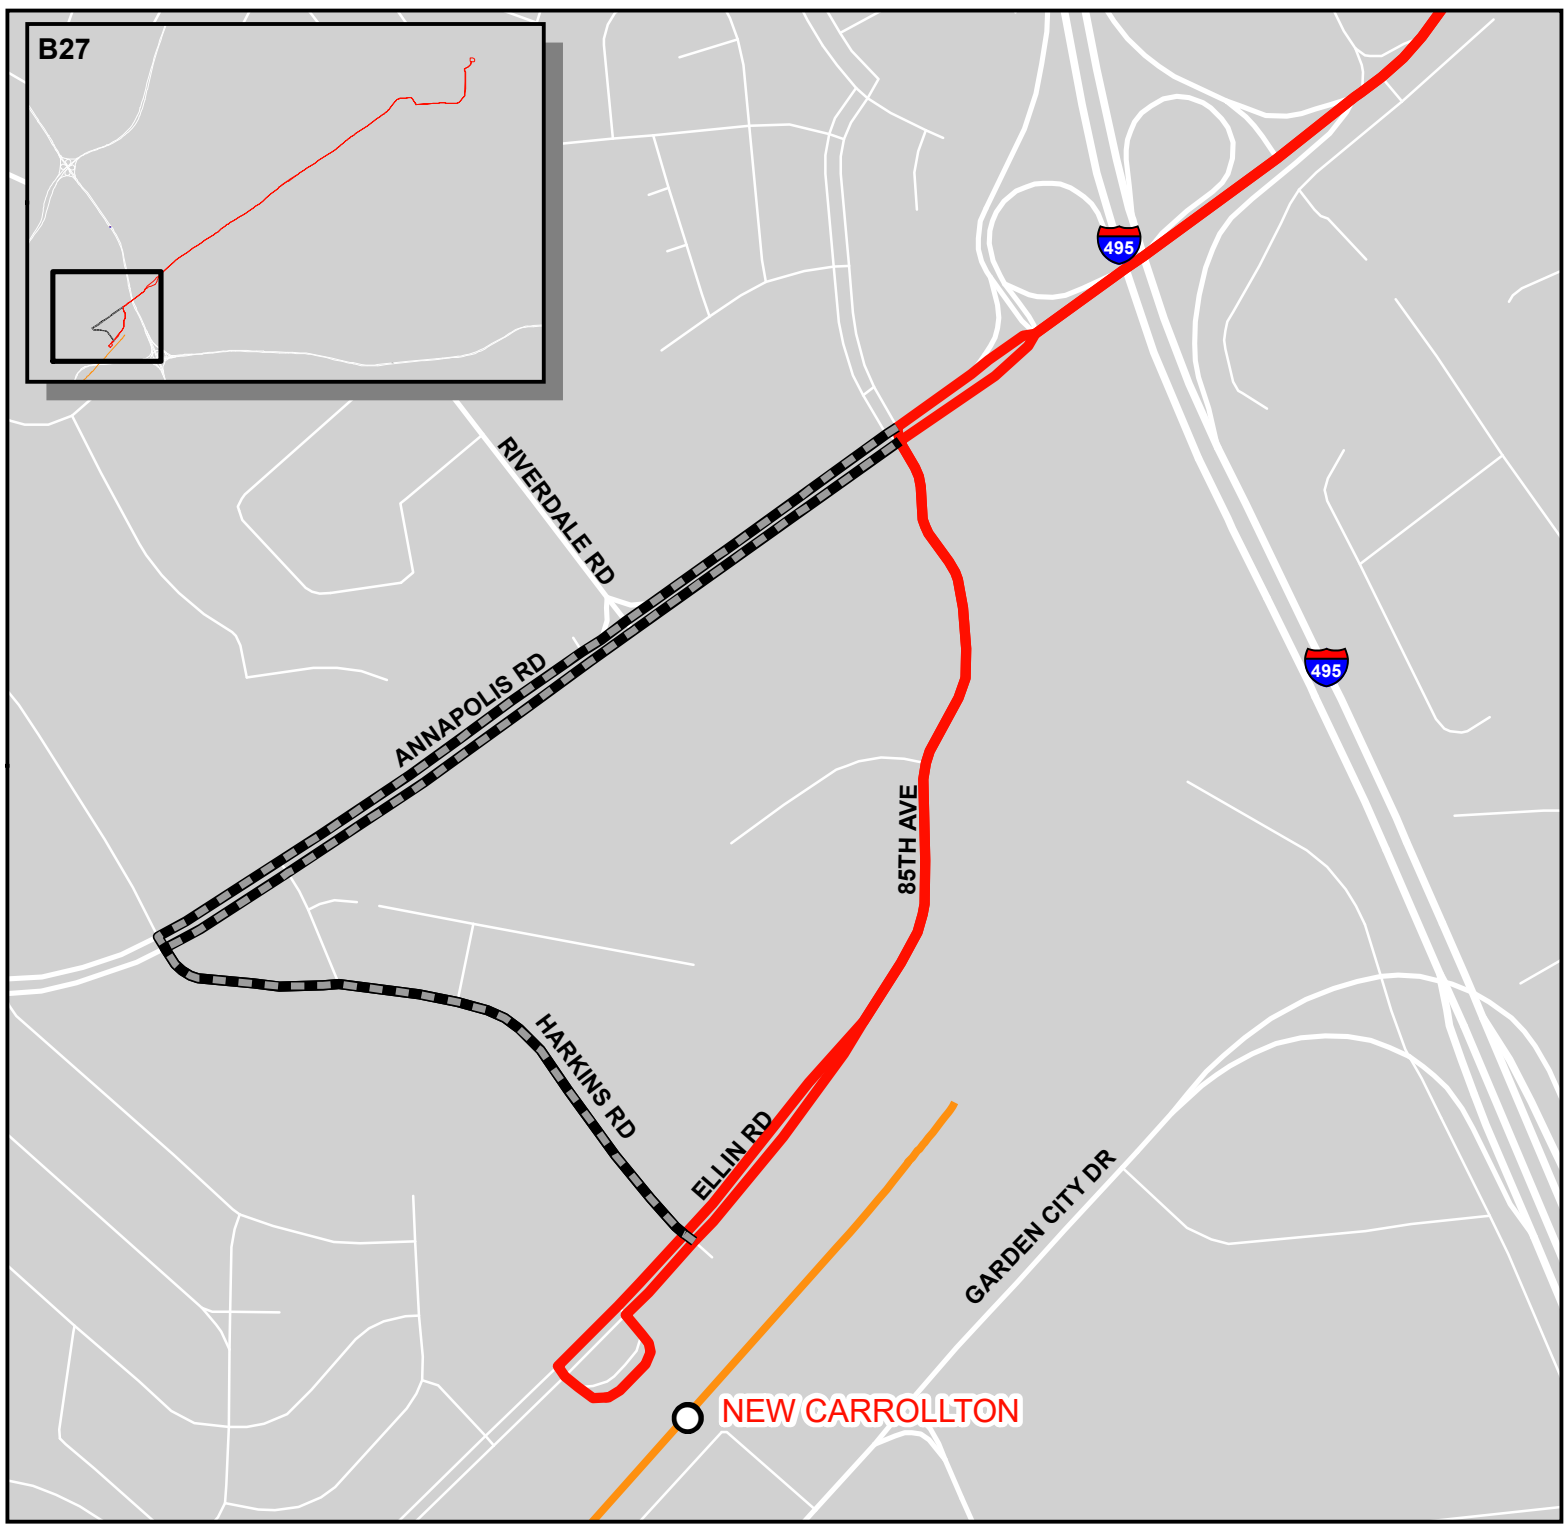 B27
495
RIVERDALE RD
ANNAPOLIS RD
495
85TH AVE
HARKINS RD
ELLIN RD
GARDEN CITY DR
NEW CARROLLTON